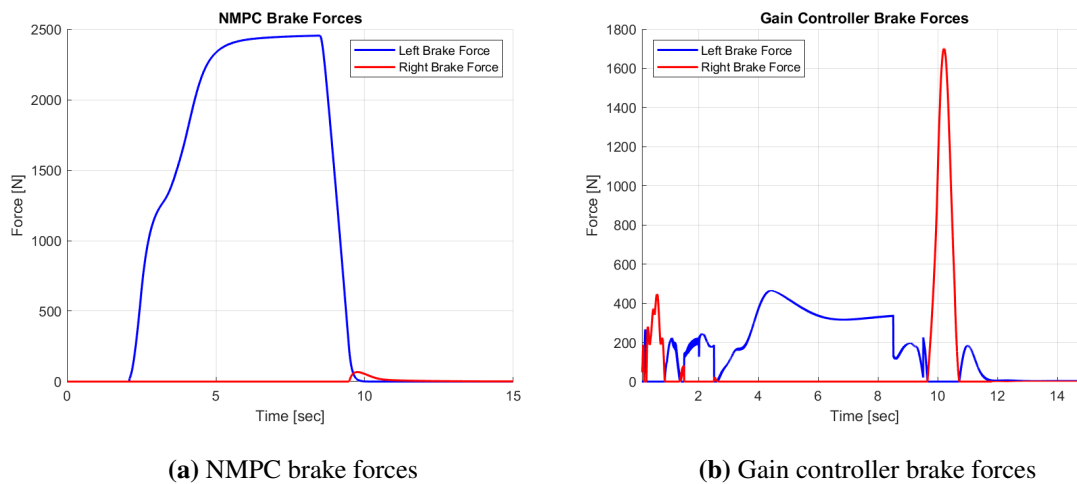 NMPC Brake Forces
2500
2000
1500
1000
500
0
Force [N]
Left Brake Force
Right Brake Force
0 5 10 15
Time [sec]
(a) NMPC brake forces
Gain Controller Brake Forces
1800
1600
1400
1200
1000
800
600
400
200
0
Force [N]
Left Brake Force
Right Brake Force
2 4 6 8 10 12 14
Time [sec]
(b) Gain controller brake forces